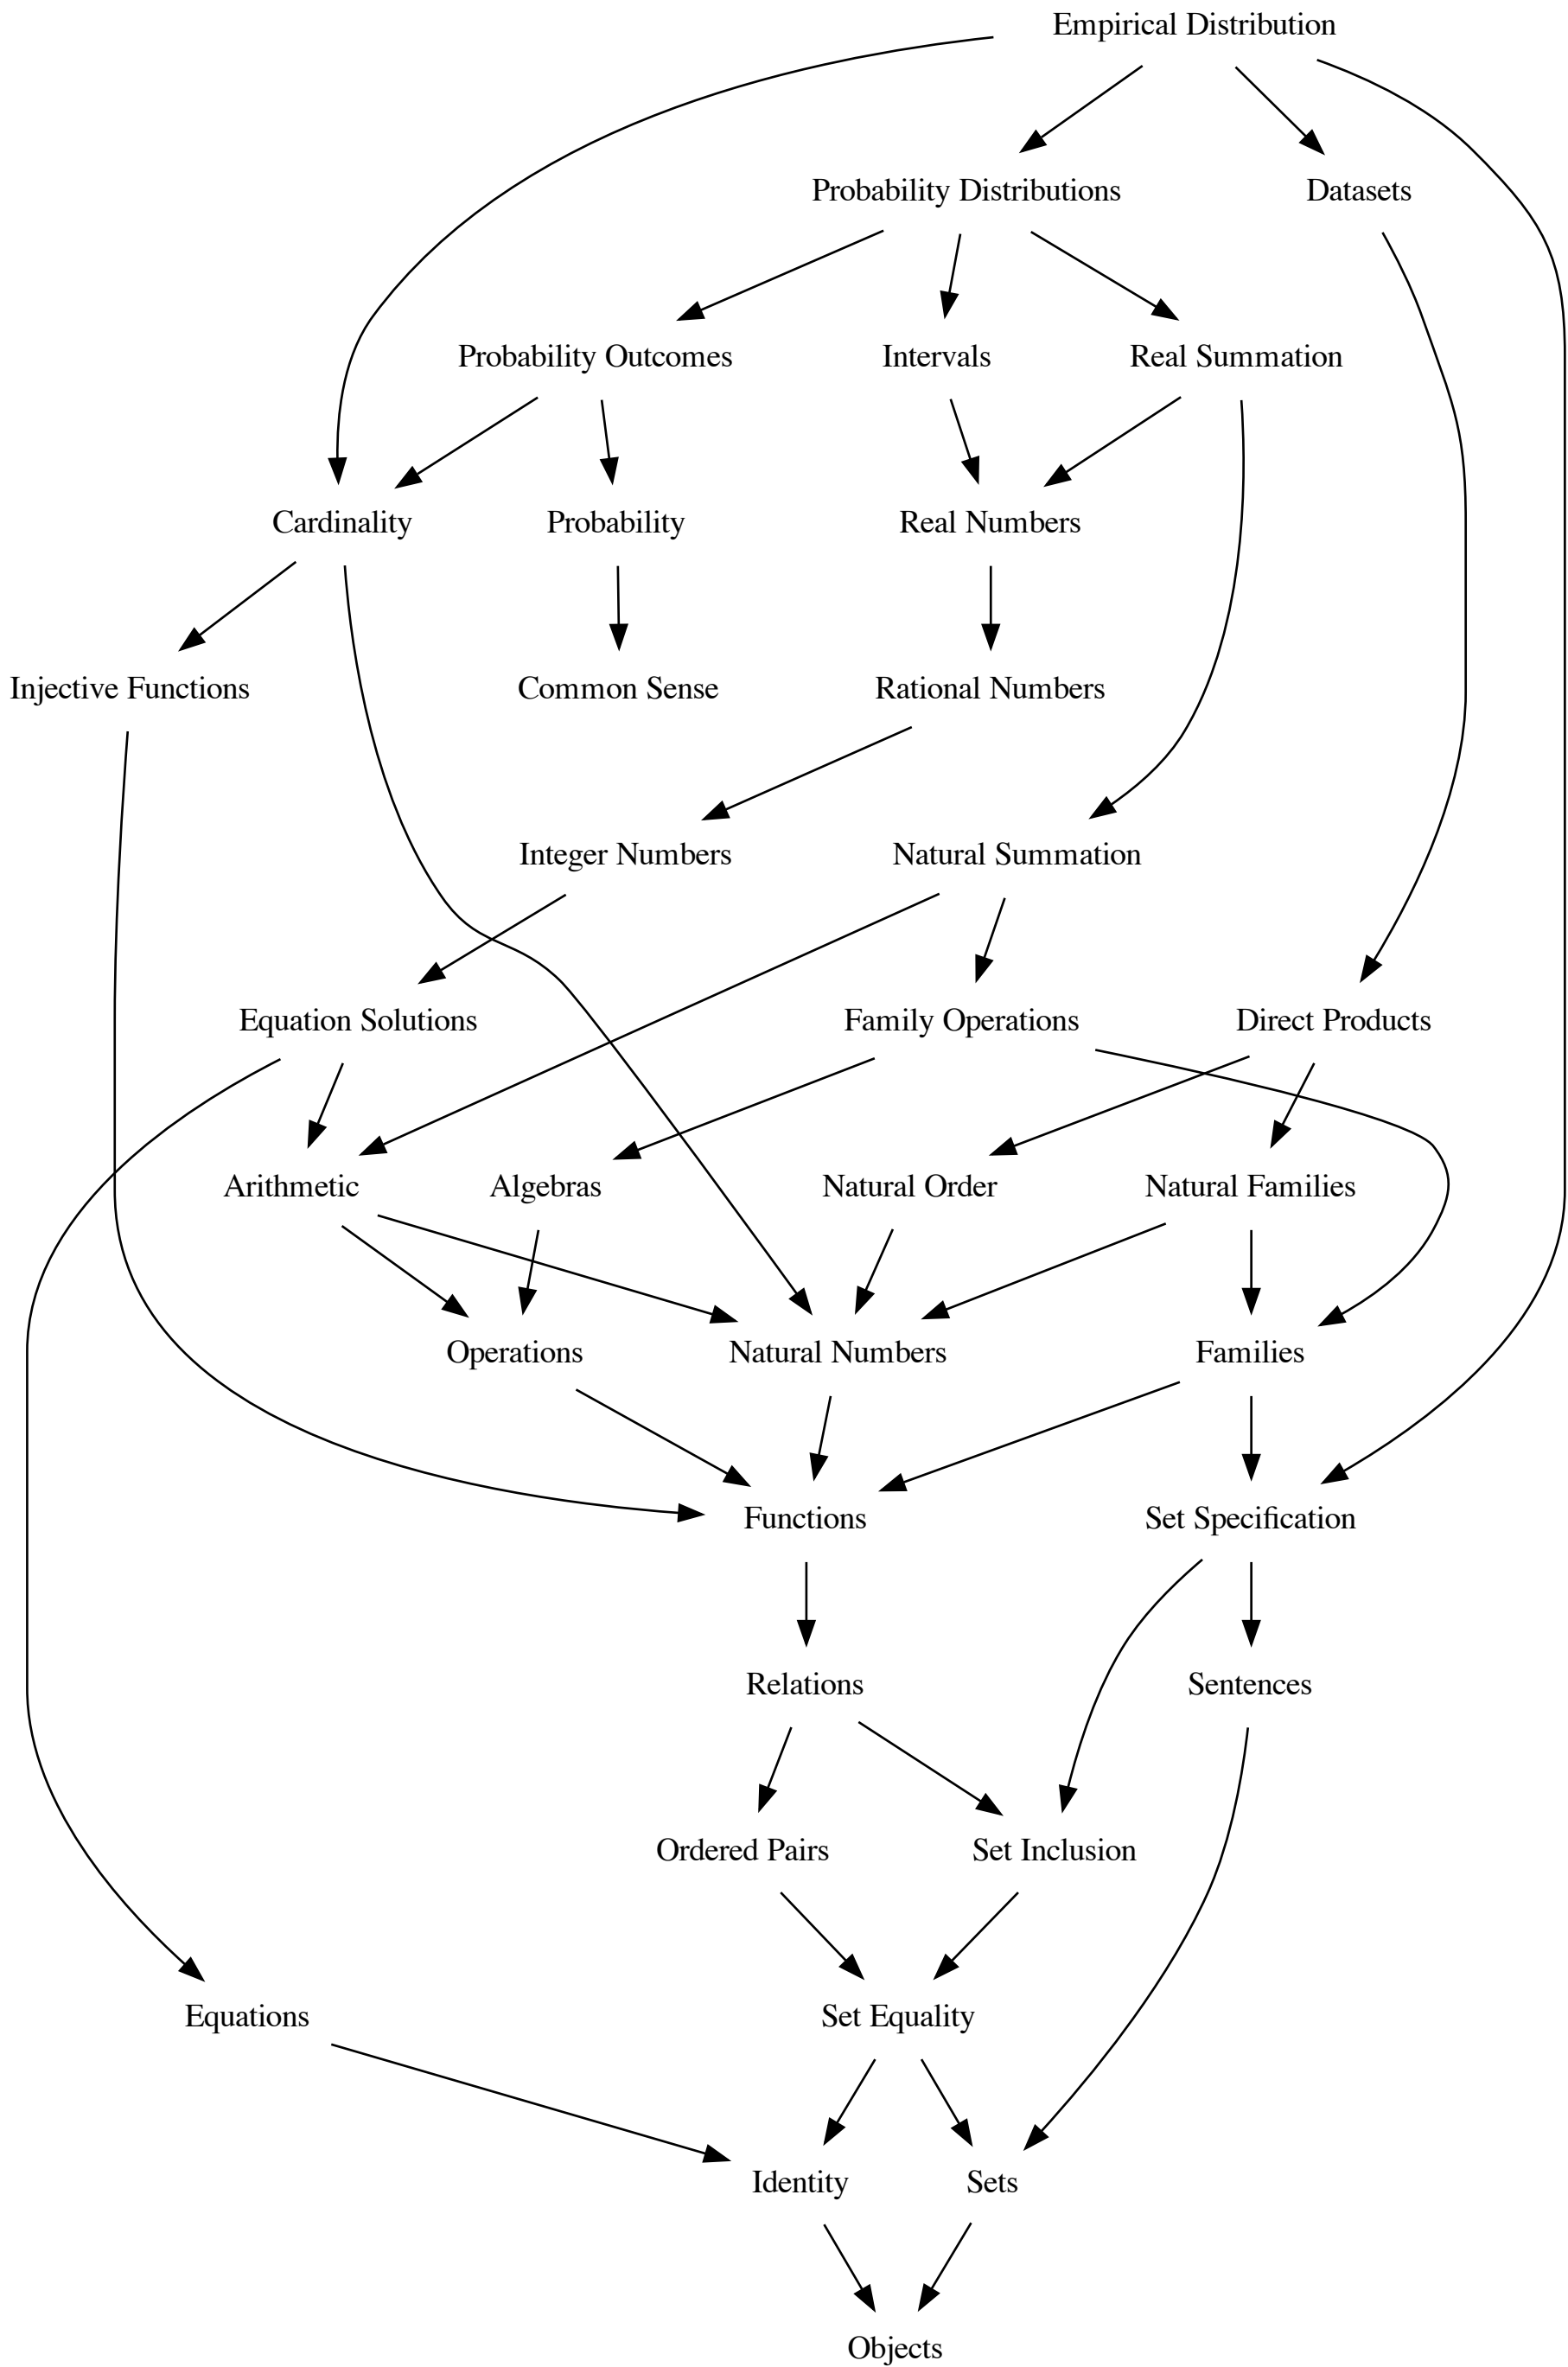 Empirical Distribution
Probability Distributions
Datasets
Probability Outcomes
Intervals
Real Summation
Cardinality
Probability
Real Numbers
Injective Functions
Common Sense
Rational Numbers
Integer Numbers
Natural Summation
Equation Solutions
Family Operations
Direct Products
Arithmetic
Algebras
Natural Order
Natural Families
Operations
Natural Numbers
Families
Functions
Set Specification
Relations
Sentences
Ordered Pairs
Set Inclusion
Equations
Set Equality
Identity
Sets
Objects